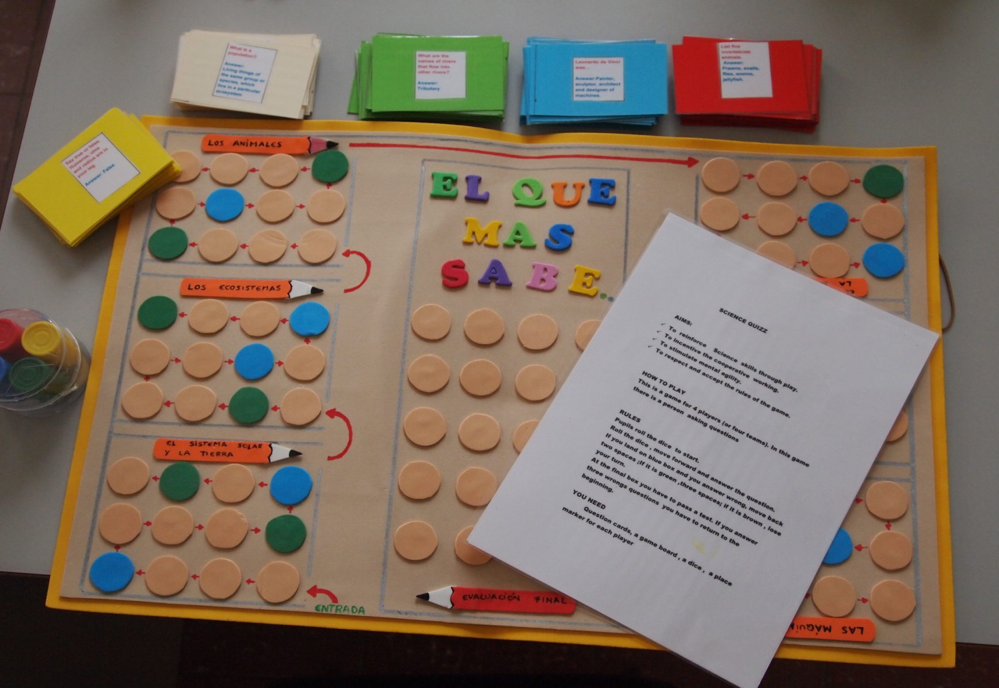 What is a
population?
Answer:
Living things of
the same group or
species, which
live in a particular
ecosystem
What are the
names of rivers
that flow into
other rivers?
Answer:
Tributary
Leonardo da Vinci
was...
Answer:Painter,
sculptor, architect
and designer of
machines.
List five
invertebrate
animals.
Answer:
Prawns, snails,
flies, worms,
jellyfish.
Say true or false.
Humerus, ulna
and radius are in
your leg.
Answer: False
LOS ANIMALES
EL QUE
MAS
SABE..
LOS ECOSISTEMAS
EL SISTEMA SOLAR
Y LA TIERRA
ENTRADA
EVALUACIÓN FINAL
LA
LAS MÁQUIN
SCIENCE QUIZZ
AIMS:
✓ To reinforce Science skills through play.
✓ To incentive the cooperative working.
✓ To stimulate mental agility.
✓ To respect and accept the rules of the game.
HOW TO PLAY
This is a game for 4 players (or four teams). In this game
there is a person asking questions
RULES
Pupils roll the dice to start.
Roll the dice , move forward and answer the question.
If you land on blue box and you answer wrong, move back
two spaces ;If it is green ,three spaces; if it is brown , lose
your turn.
At the final box you have to pass a test. If you answer
three wrongs questions you have to return to the
beginning.
YOU NEED
Question cards, a game board , a dice , a place
marker for each player